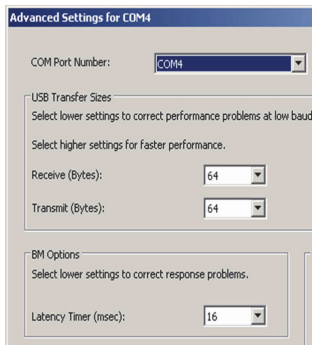 Advanced Settings for COM4
COM Port Number: COM4
USB Transfer Sizes
Select lower settings to correct performance problems at low baud
Select higher settings for faster performance.
Receive (Bytes): 64
Transmit (Bytes): 64
BM Options
Select lower settings to correct response problems.
Latency Timer (msec): 16